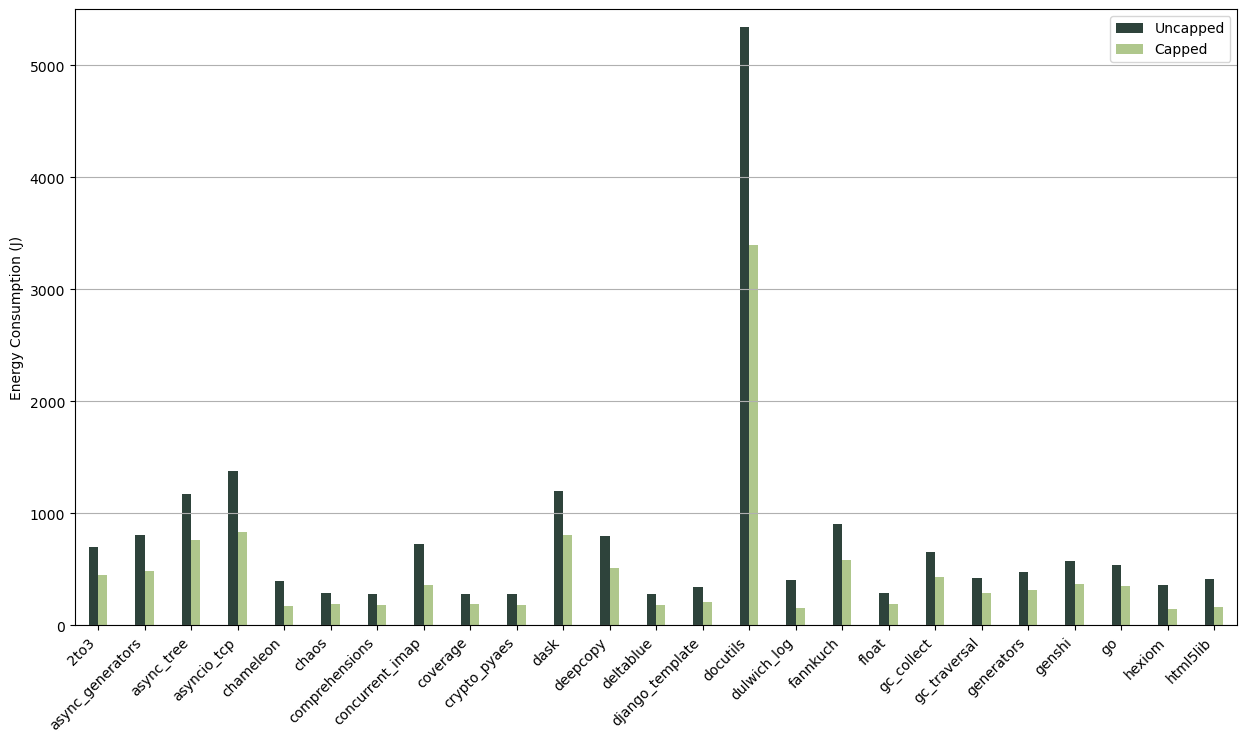 Uncapped
Capped
Energy Consumption (J)
5000
4000
3000
2000
1000
0
2to3
async_generators
async_tree
asyncio_tcp
chameleon
chaos
comprehensions
concurrent_imap
coverage
crypto_pyaes
dask
deepcopy
deltablue
django_template
docutils
dulwich_log
fannkuch
float
gc_collect
gc_traversal
generators
genshi
go
hexiom
html5lib